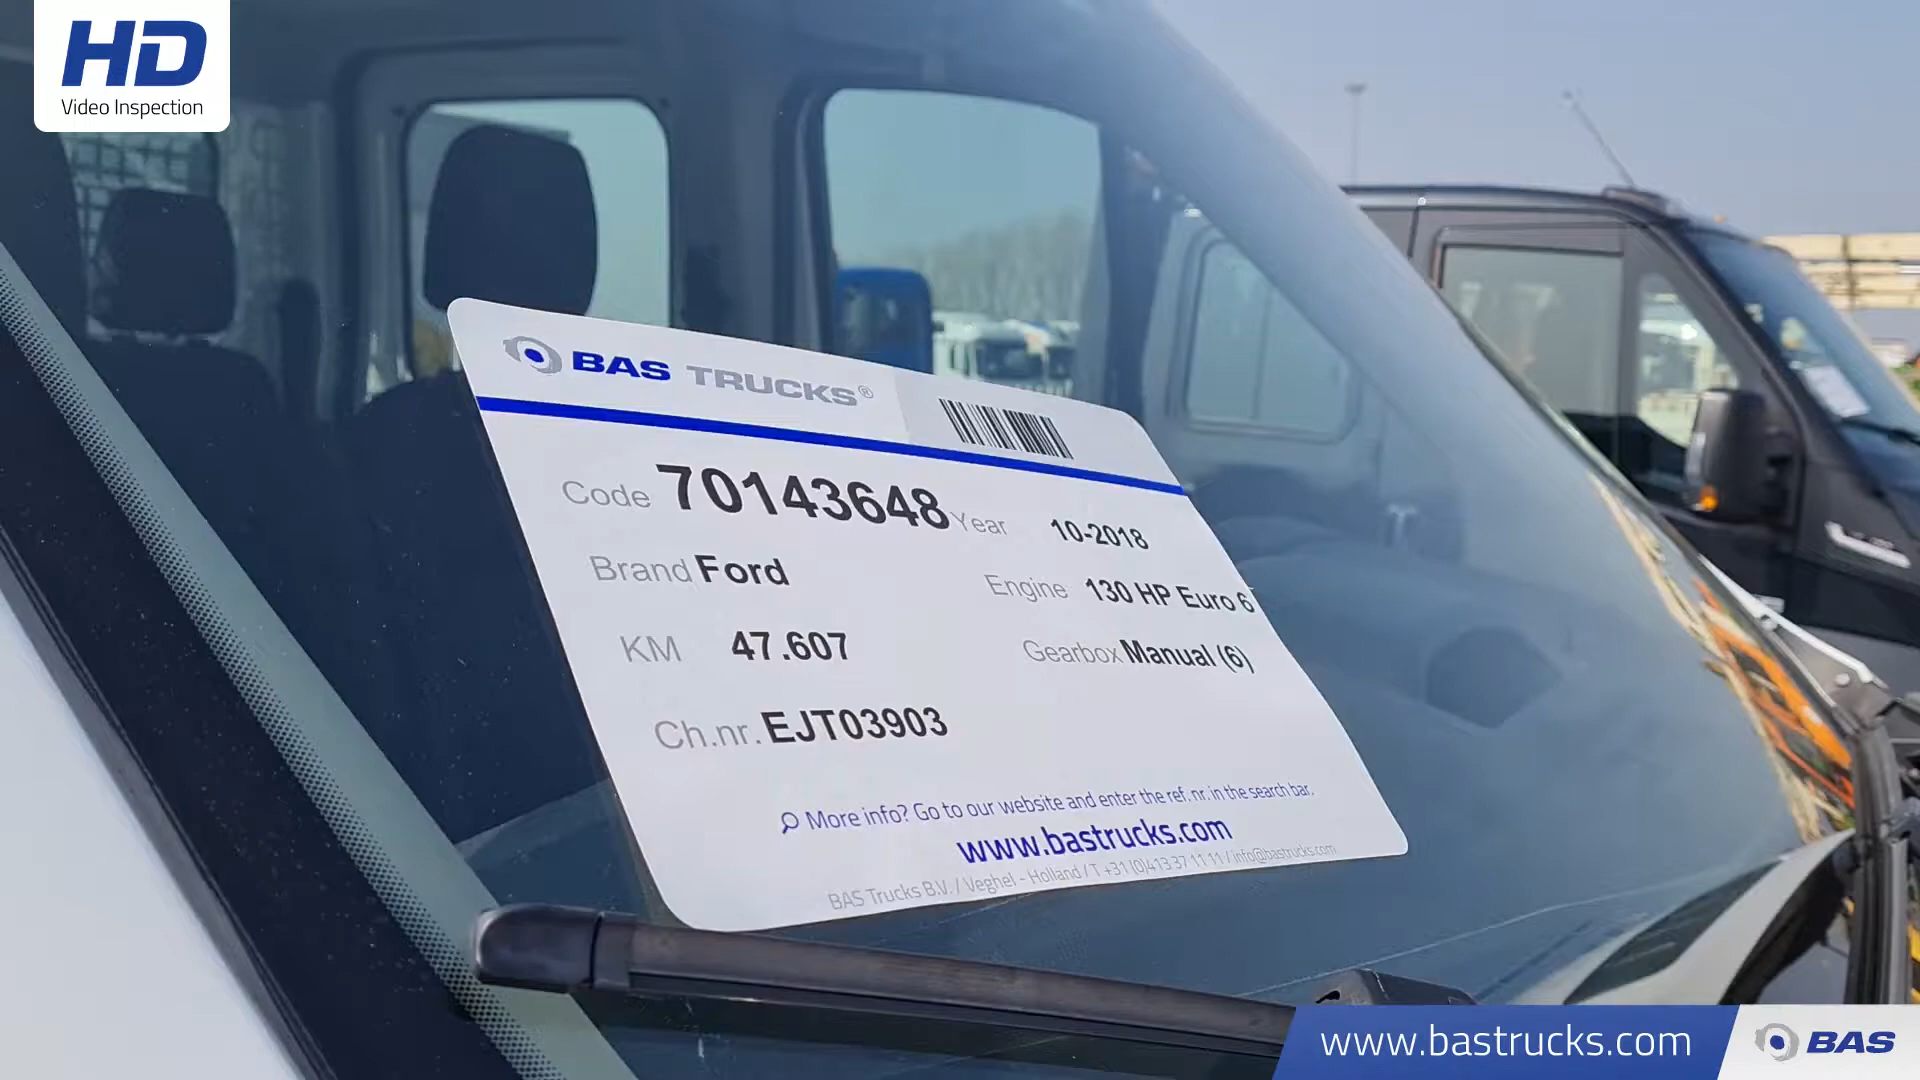 HD
Video Inspection
BAS TRUCKS®
Code 70143648 Year 10-2018
Brand Ford
Engine 130 HP Euro 6
KM 47.607
Gearbox Manual (6)
Ch.nr. EJT03903
More info? Go to our website and enter the ref. nr. in the search bar.
www.bastrucks.com
BAS Trucks B.V. / Veghel - Holland / T +31 (0)413 37 11 11 / info@bastrucks.com
www.bastrucks.com BAS